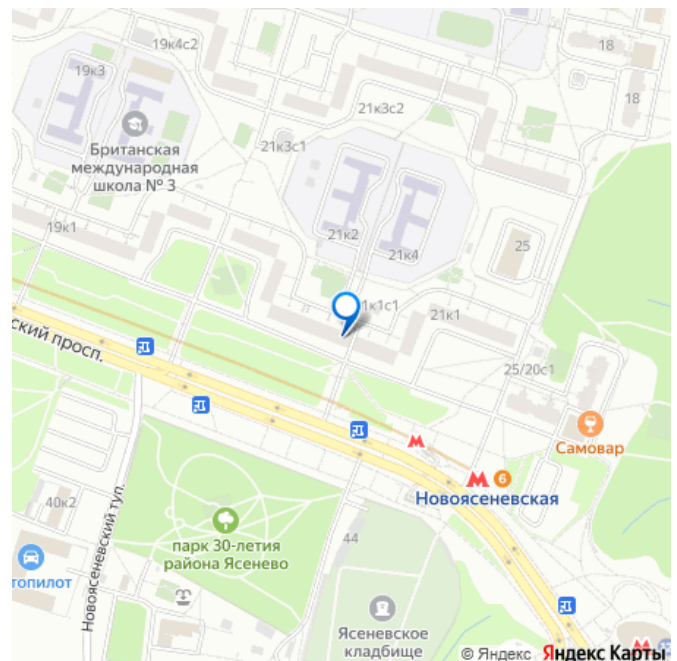 19к4с2
18
19к3
18
21к3с2
Британская
международная
школа № 3
21к3с1
19к1
21к2
21к4
25
1к1с1
21к1
ский просп.
25/20с1
Самовар
6
Новоясеневская
40к2
Новоясеневский туп.
парк 30-летия
района Ясенево
44
топилот
Ясеневское
кладбище
© Яндекс Яндекс Карты